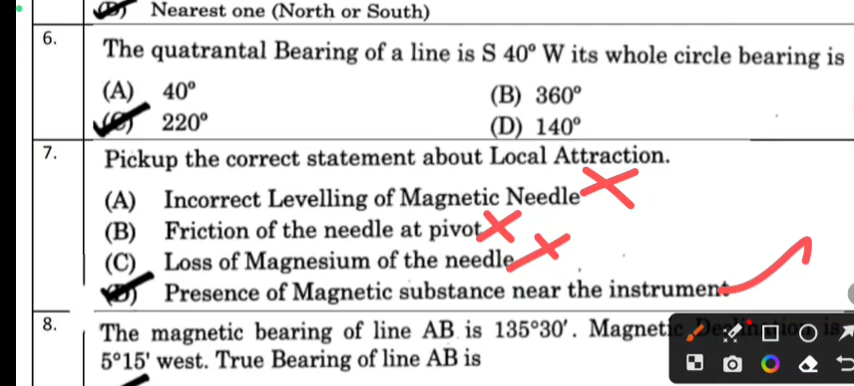 (B) Nearest one (North or South)
6. The quatrantal Bearing of a line is S 40° W its whole circle bearing is
(A) 40° (B) 360°
(C) 220° (D) 140°
7. Pickup the correct statement about Local Attraction.
(A) Incorrect Levelling of Magnetic Needle
(B) Friction of the needle at pivot
(C) Loss of Magnesium of the needle
(D) Presence of Magnetic substance near the instrument
8. The magnetic bearing of line AB is 135°30′. Magnetic Declination is
5°15' west. True Bearing of line AB is